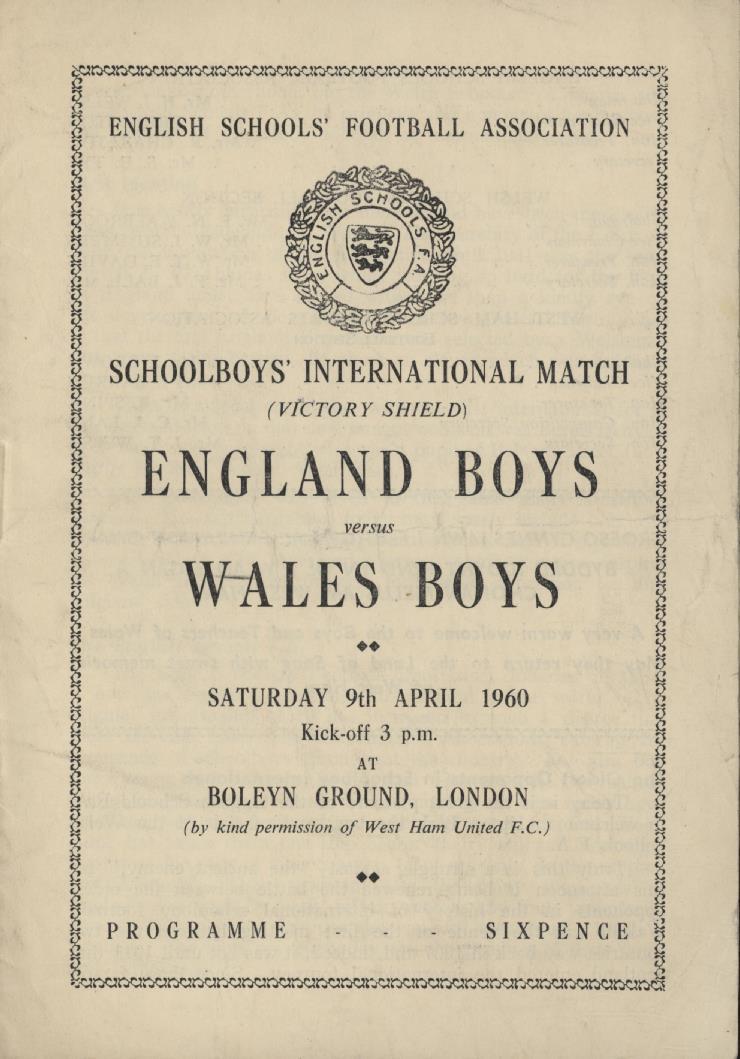 ENGLISH SCHOOLS' FOOTBALL ASSOCIATION
ENGLISH SCHOOLS F.A.
SCHOOLBOYS' INTERNATIONAL MATCH
(VICTORY SHIELD)
ENGLAND BOYS
versus
WALES BOYS
SATURDAY 9th APRIL 1960
Kick-off 3 p.m.
AT
BOLEYN GROUND, LONDON
(by kind permission of West Ham United F.C.)
PROGRAMME - - - SIXPENCE